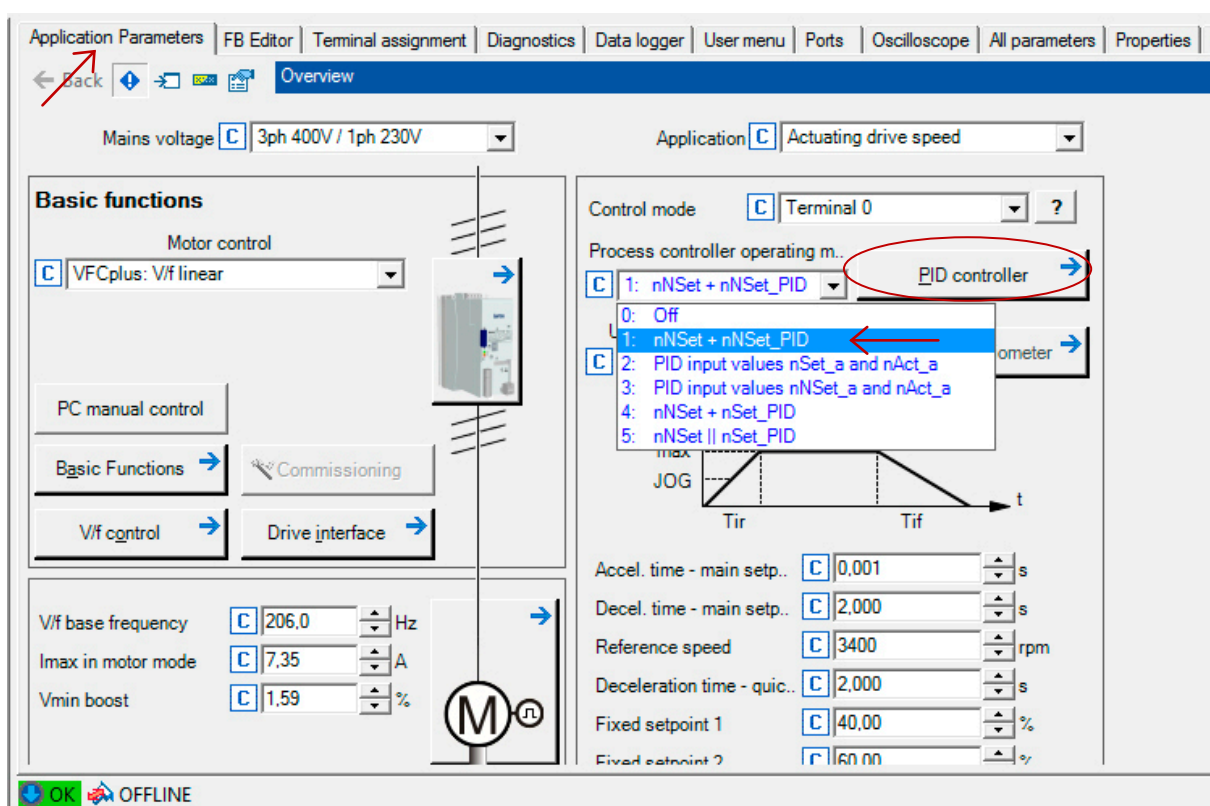 Application Parameters FB Editor Terminal assignment Diagnostics Data logger User menu Ports Oscilloscope All parameters Properties
Back Overview
Mains voltage C 3ph 400V / 1ph 230V Application C Actuating drive speed
Basic functions
Motor control
C VFCplus: V/f linear
PC manual control
Basic Functions Commissioning
V/f control Drive interface
V/f base frequency C 206,0 Hz
Imax in motor mode C 7,35 A
Vmin boost C 1,59 %
M
Control mode C Terminal 0 ?
Process controller operating m..
C 1: nNSet + nNSet_PID PID controller
0: Off
1: nNSet + nNSet_PID
C 2: PID input values nSet_a and nAct_a ometer
3: PID input values nNSet_a and nAct_a
4: nNSet + nSet_PID
5: nNSet || nSet_PID
max
JOG
t
Tir Tif
Accel. time - main setp.. C 0,001 s
Decel. time - main setp.. C 2,000 s
Reference speed C 3400 rpm
Deceleration time - quic.. C 2,000 s
Fixed setpoint 1 C 40,00 %
Fixed setpoint 2 C 60,00 %
OK OFFLINE